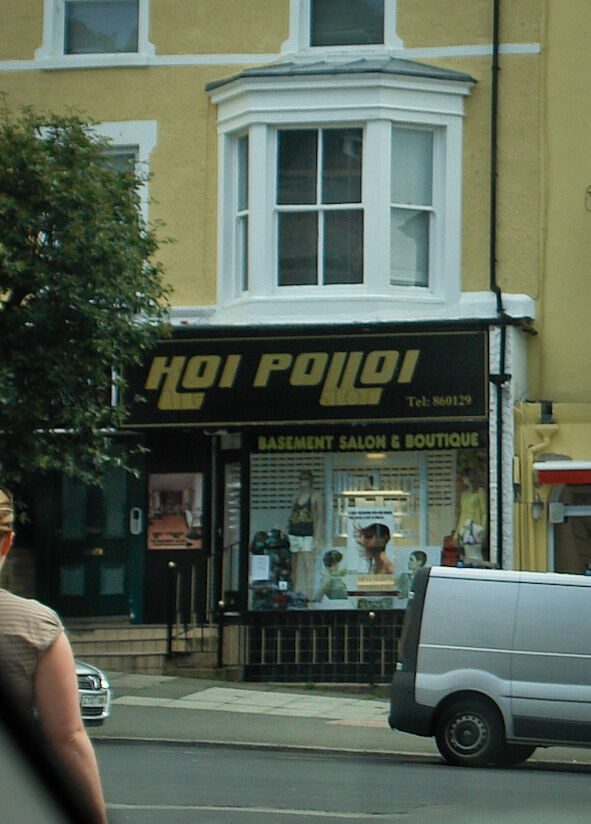 HOI POLLOI
Tel: 860129
BASEMENT SALON & BOUTIQUE